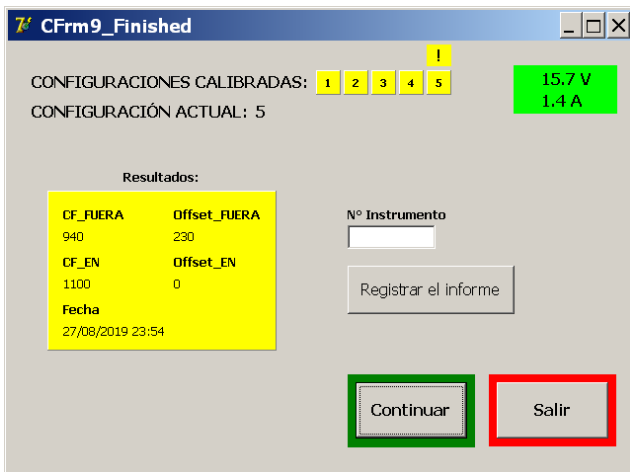 CFrm9_Finished
!
CONFIGURACIONES CALIBRADAS: 1 2 3 4 5
15.7 V
1.4 A
CONFIGURACIÓN ACTUAL: 5
Resultados:
CF_FUERA Offset_FUERA
940 230
CF_EN Offset_EN
1100 0
Fecha
27/08/2019 23:54
Nº Instrumento
Registrar el informe
Continuar
Salir